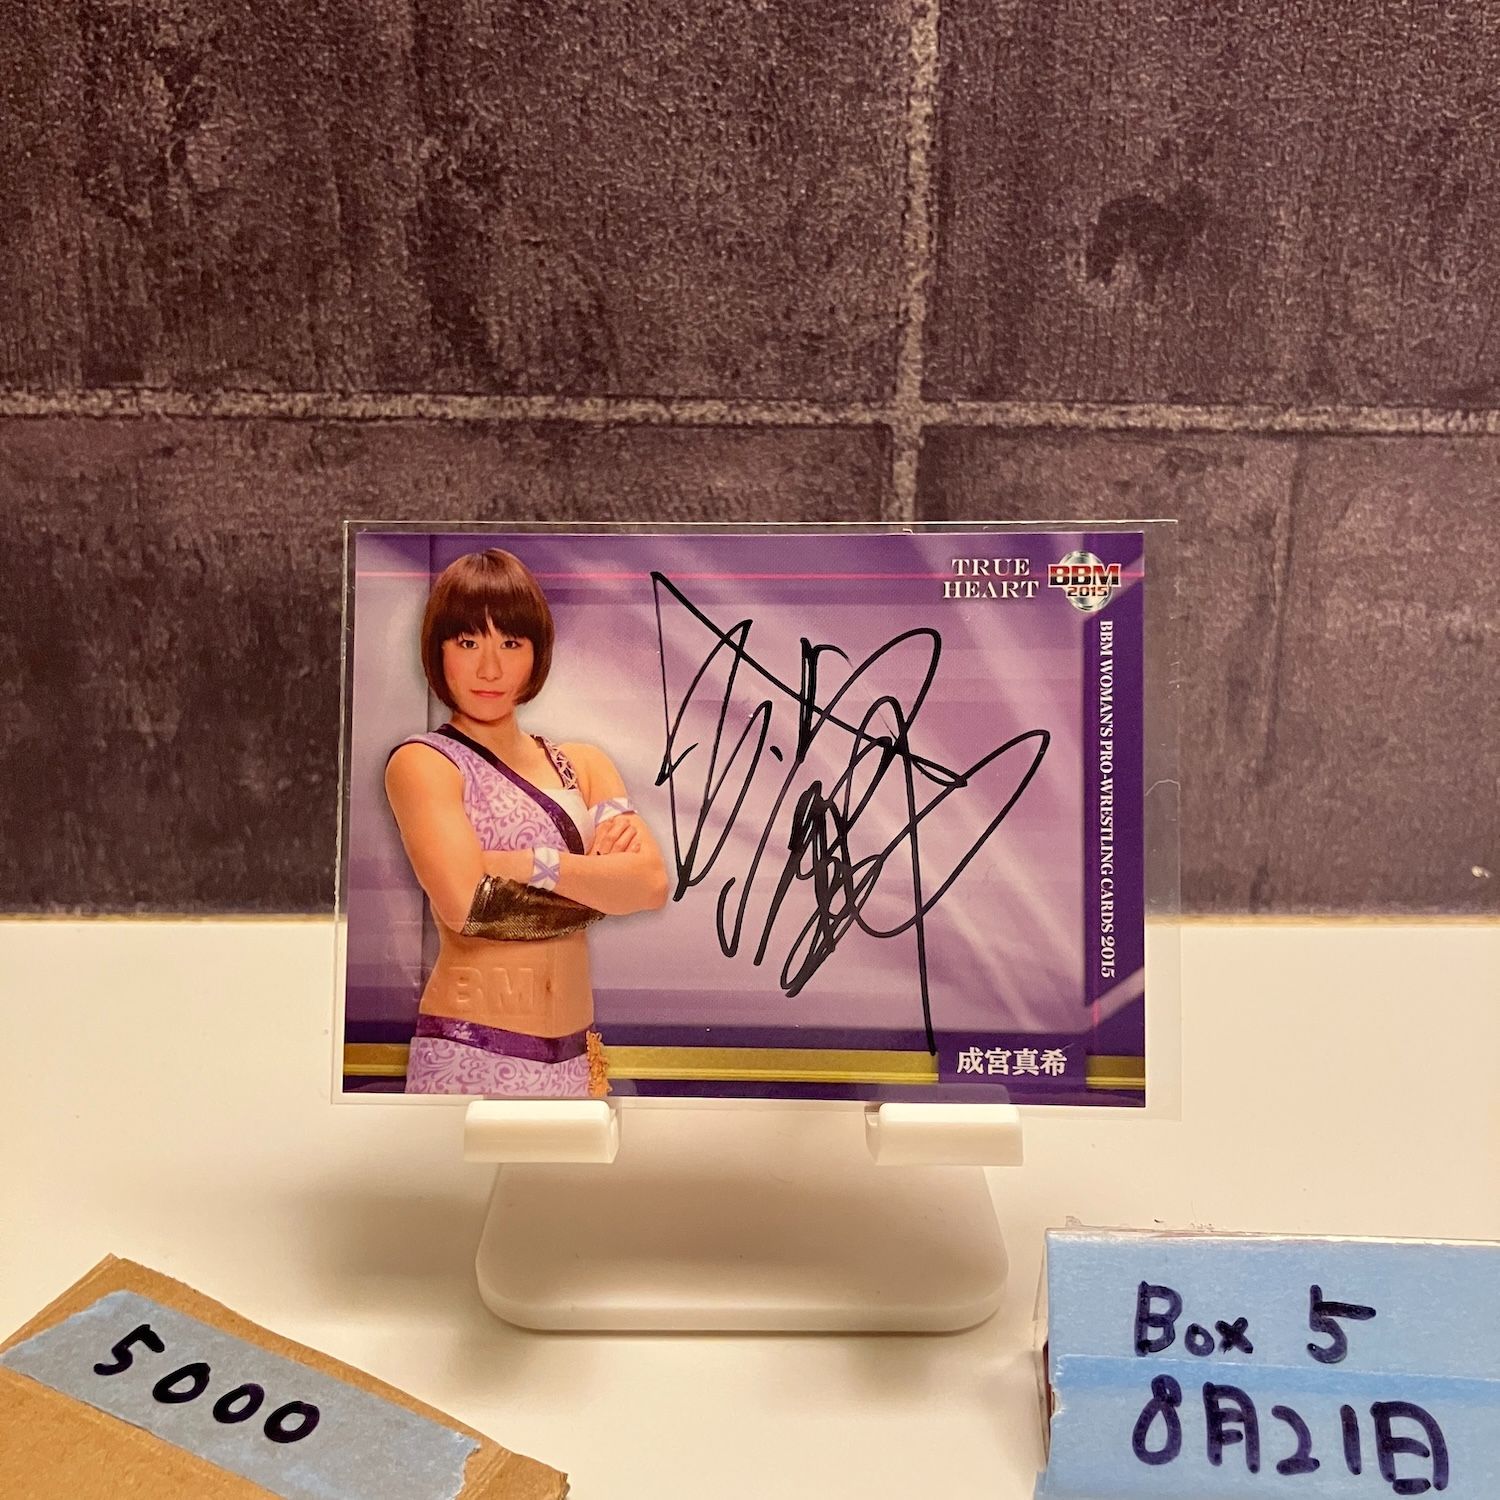 TRUE
HEART
BBM
2015
BBM WOMAN'S PRO-WRESTLING CARDS 2015
BBM
成宮真希
5000
Box 5
8月21日